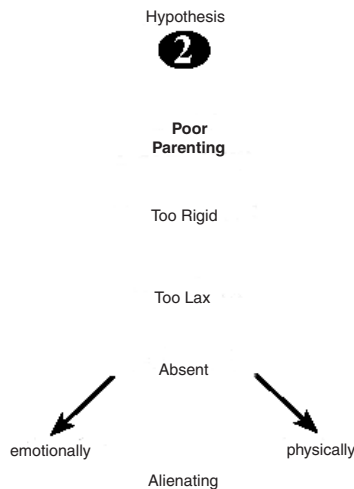 Hypothesis
2
Poor
Parenting
Too Rigid
Too Lax
Absent
emotionally
physically
Alienating